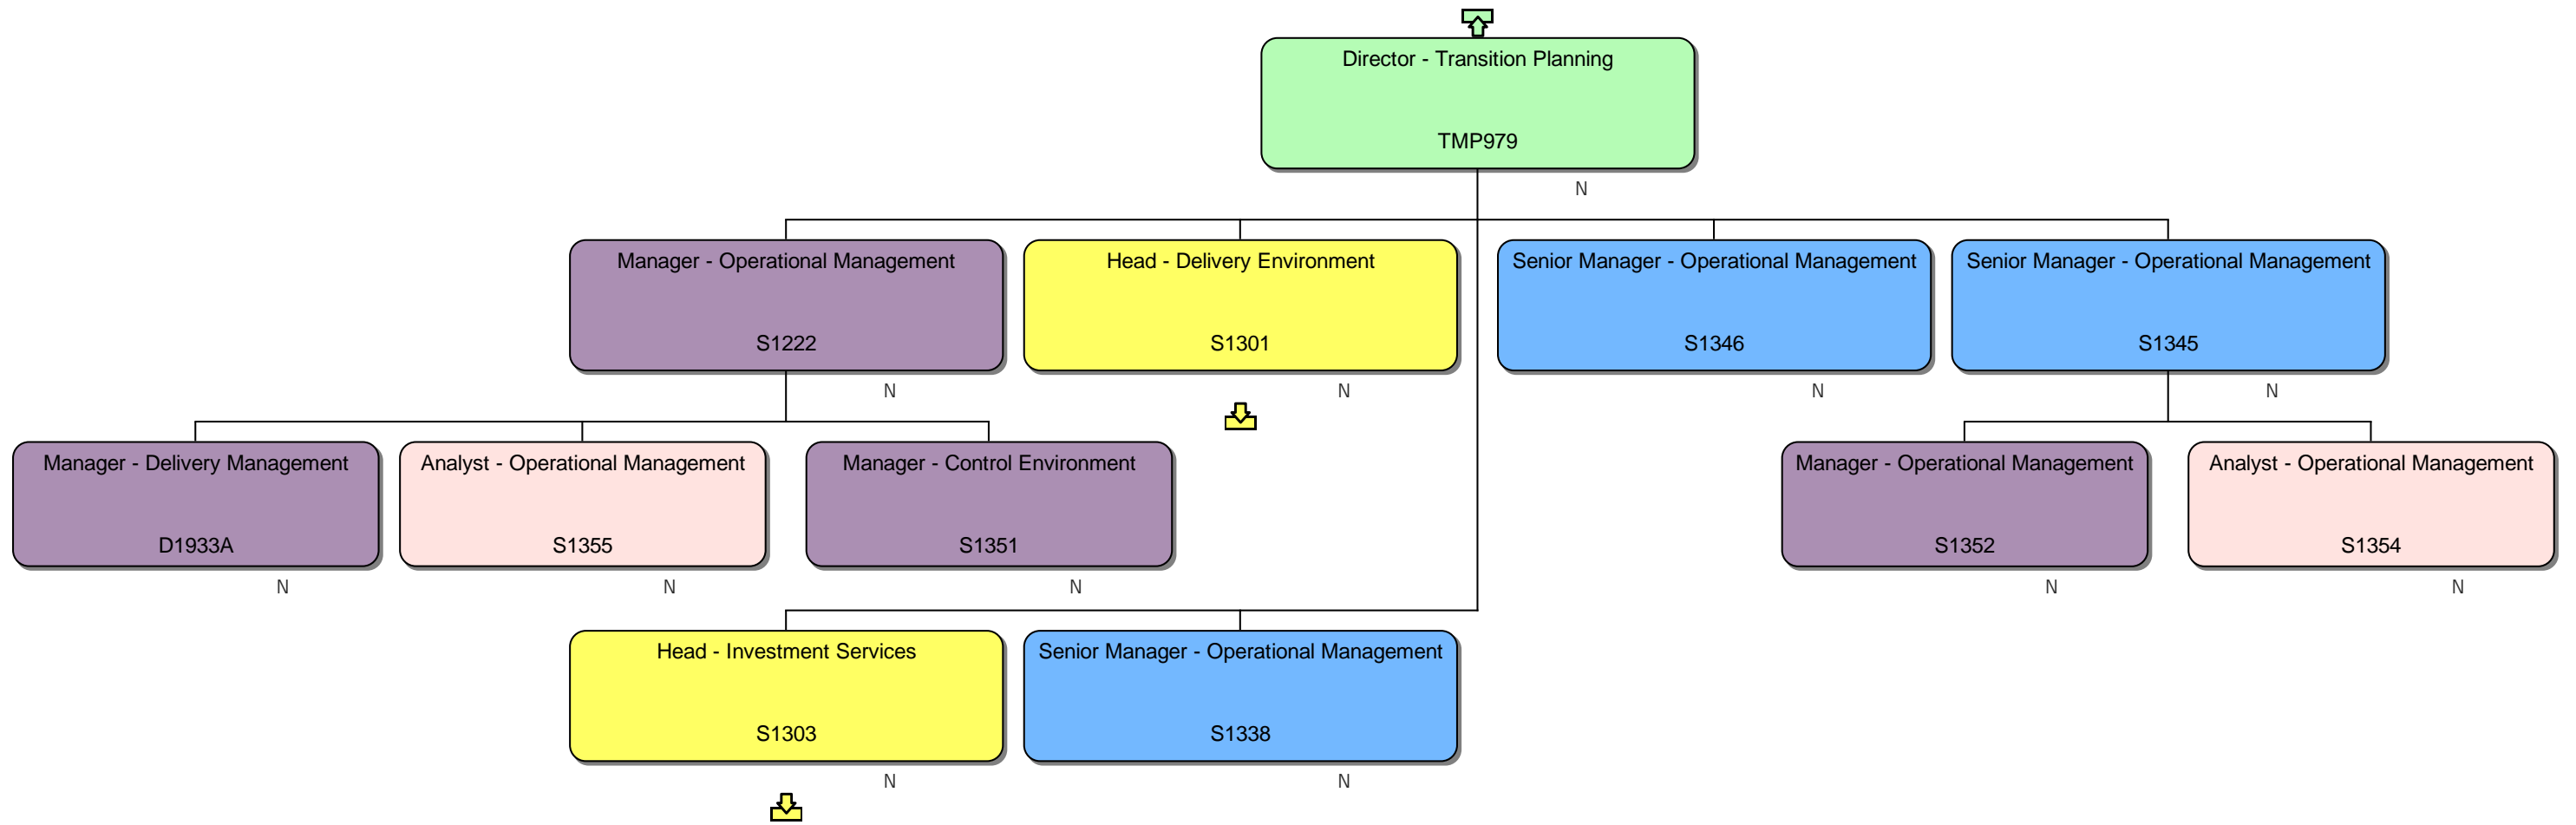 Director - Transition Planning
TMP979
N
Manager - Operational Management
S1222
N
Head - Delivery Environment
S1301
N
Senior Manager - Operational Management
S1346
N
Senior Manager - Operational Management
S1345
N
Manager - Delivery Management
D1933A
N
Analyst - Operational Management
S1355
N
Manager - Control Environment
S1351
N
Manager - Operational Management
S1352
N
Analyst - Operational Management
S1354
N
Head - Investment Services
S1303
N
Senior Manager - Operational Management
S1338
N